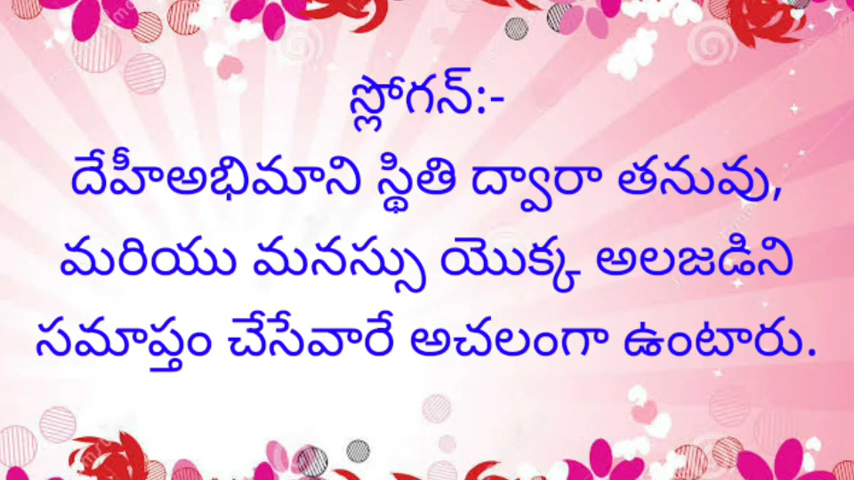 స్లోగన్:-
దేహీఅభిమాని స్థితి ద్వారా తనువు,
మరియు మనస్సు యొక్క అలజడిని
సమాప్తం చేసేవారే అచలంగా ఉంటారు.